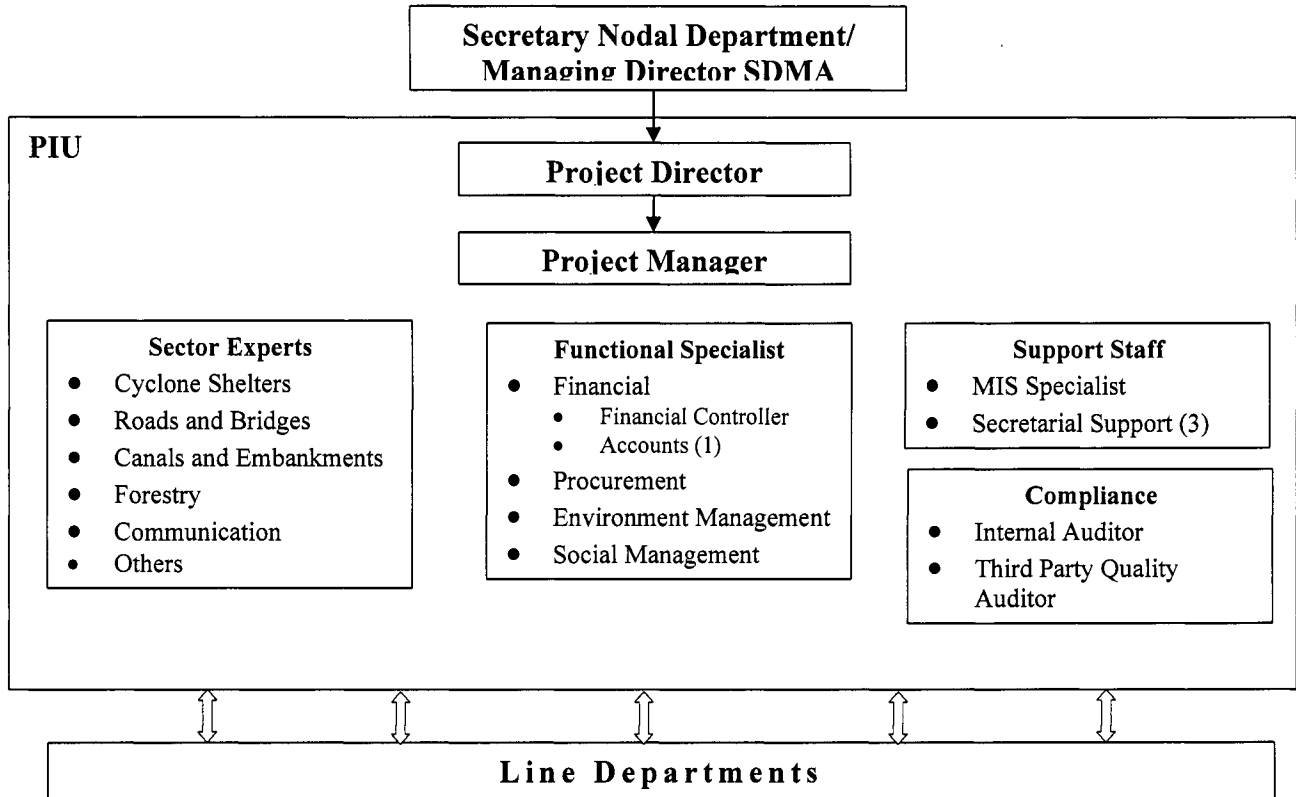 Secretary Nodal Department/
Managing Director SDMA
PIU
Project Director
Project Manager
Sector Experts
• Cyclone Shelters
• Roads and Bridges
• Canals and Embankments
• Forestry
• Communication
• Others
Functional Specialist
• Financial
• Financial Controller
• Accounts (1)
• Procurement
• Environment Management
• Social Management
Support Staff
• MIS Specialist
• Secretarial Support (3)
Compliance
• Internal Auditor
• Third Party Quality
Auditor
Line Departments